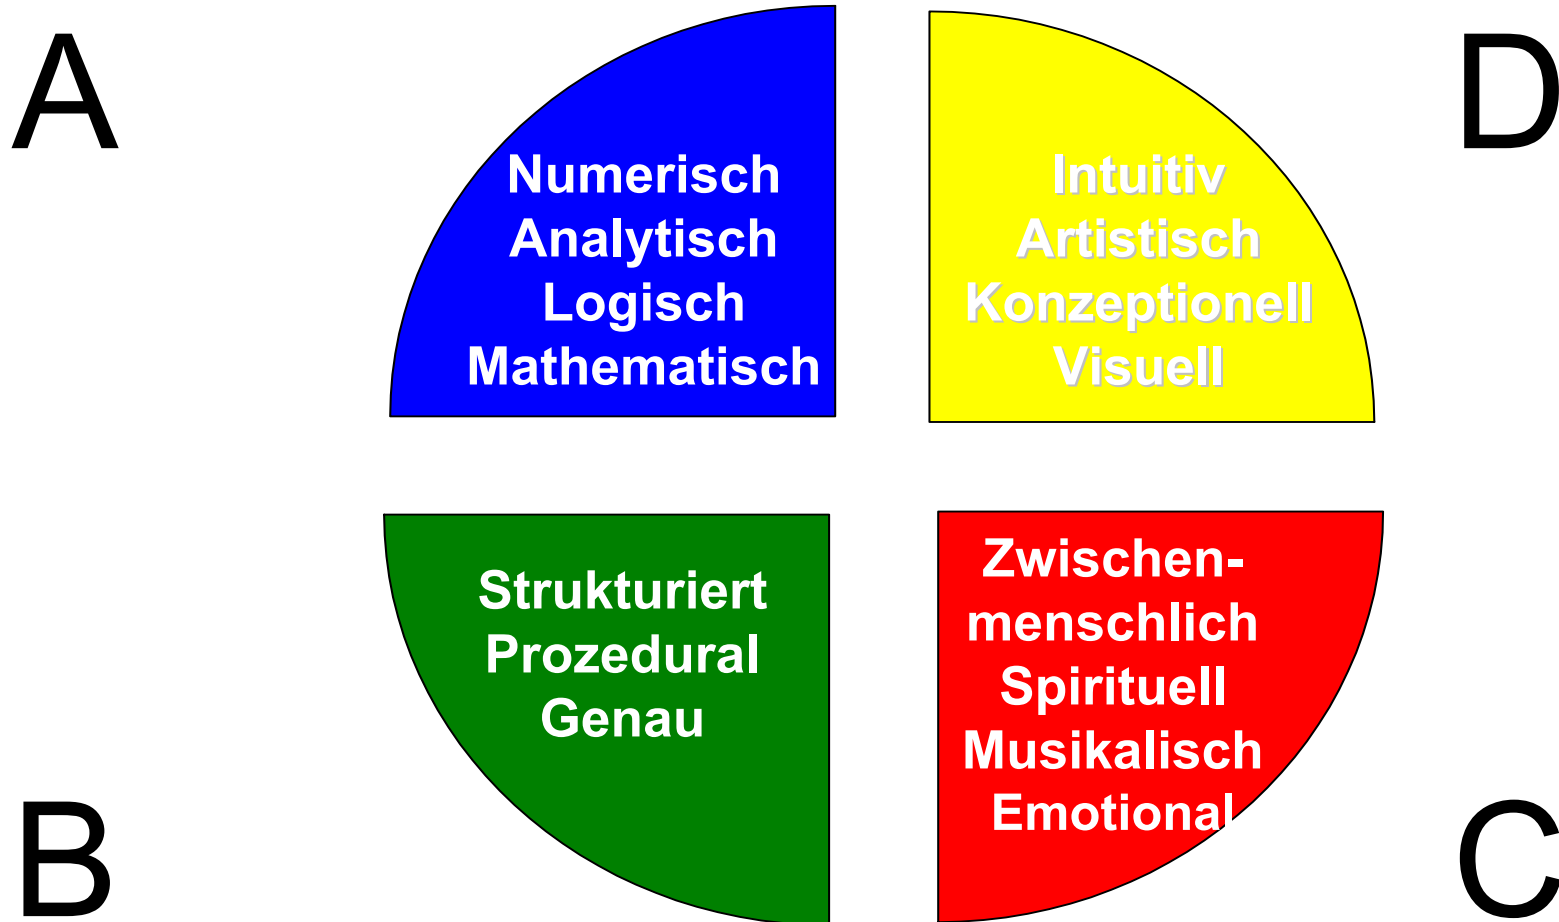 A
Numerisch
Analytisch
Logisch
Mathematisch
D
Intuitiv
Artistisch
Konzeptionell
Visuell
B
Strukturiert
Prozedural
Genau
C
Zwischen-
menschlich
Spirituell
Musikalisch
Emotional